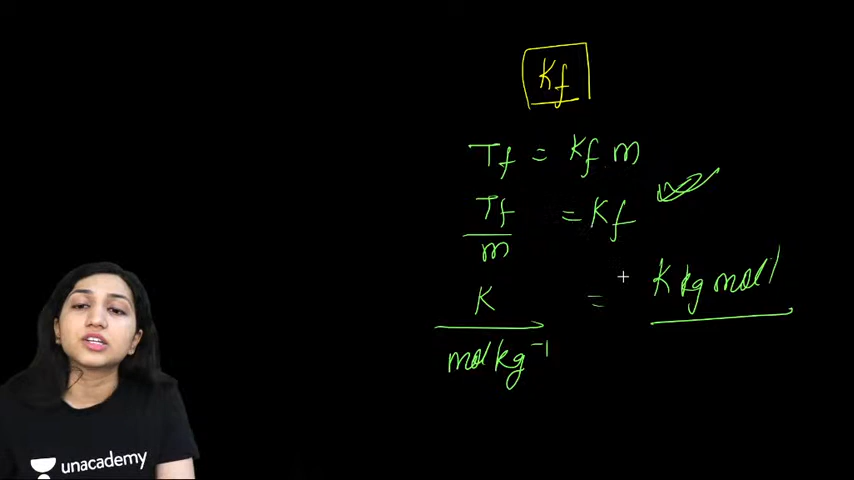 Kf
Tf = Kf m
Tf/m = Kf
K/mol kg⁻¹ = K kg mol⁻¹
unacademy